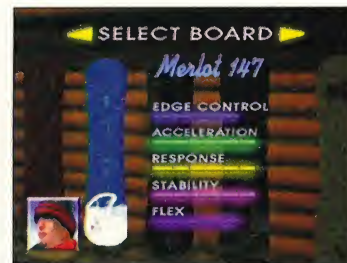 SELECT BOARD
Merlot 147
EDGE CONTROL
ACCELERATION
RESPONSE
STABILITY
FLEX